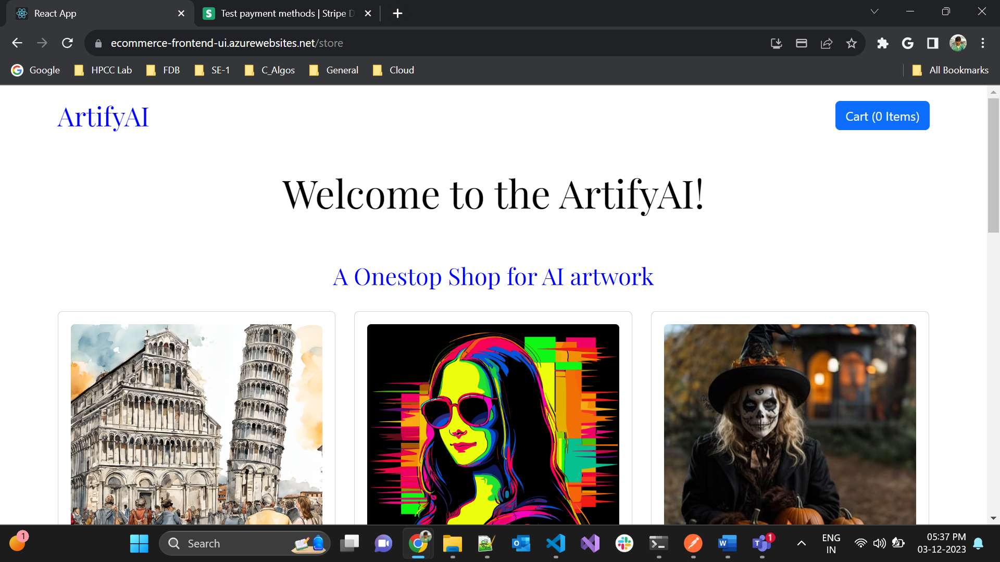 React App
Test payment methods | Stripe D
ecommerce-frontend-ui.azurewebsites.net/store
Google
HPCC Lab
FDB
SE-1
C_Algos
General
Cloud
All Bookmarks
ArtifyAI
Cart (0 Items)
Welcome to the ArtifyAI!
A Onestop Shop for AI artwork
1
Search
1
ENG
IN
05:37 PM
03-12-2023